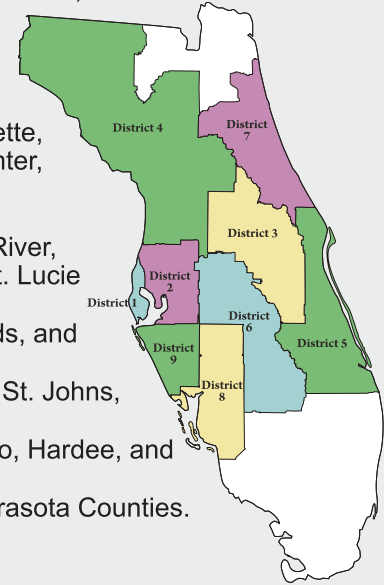 ette,
District 4
District
7
nter,
District 3
River,
t. Lucie
District
2
District 1
District
6
ds, and
District
9
District 5
St. Johns,
District
8
o, Hardee, and
rasota Counties.